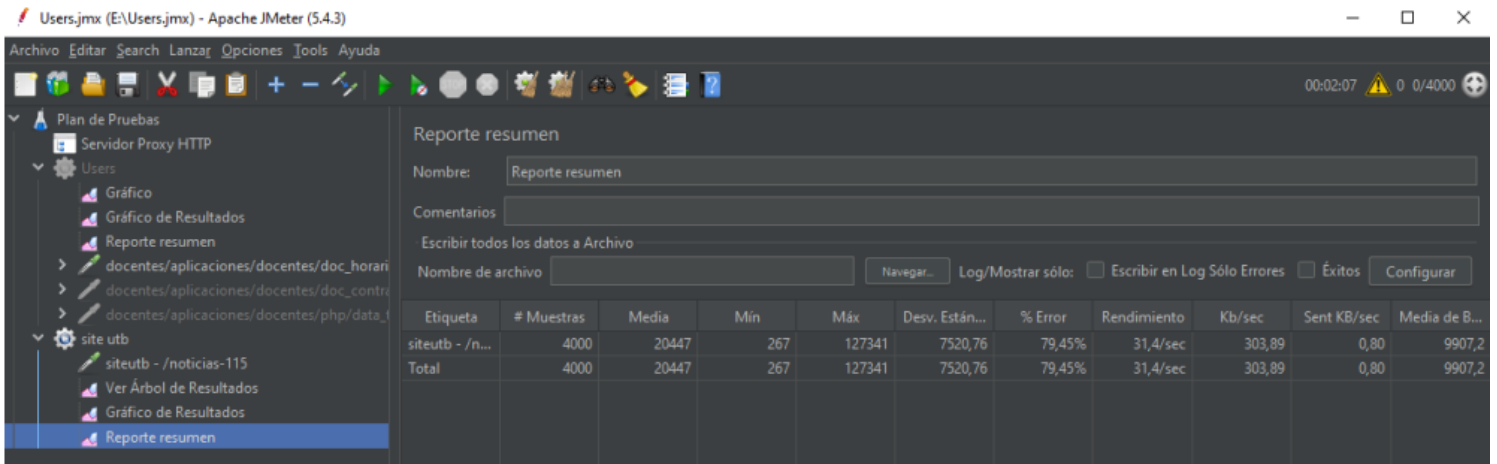 Users.jmx (E:\Users.jmx) - Apache JMeter (5.4.3)
Archivo Editar Search Lanzar Opciones Tools Ayuda
00:02:07 0 0/4000
Plan de Pruebas
Servidor Proxy HTTP
Users
Gráfico
Gráfico de Resultados
Reporte resumen
docentes/aplicaciones/docentes/doc_horari
docentes/aplicaciones/docentes/doc_contra
docentes/aplicaciones/docentes/php/data_
site utb
siteutb - /noticias-115
Ver Árbol de Resultados
Gráfico de Resultados
Reporte resumen
Reporte resumen
Nombre: Reporte resumen
Comentarios
Escribir todos los datos a Archivo
Nombre de archivo Navegar... Log/Mostrar sólo: Escribir en Log Sólo Errores Éxitos Configurar
Etiqueta # Muestras Media Mín Máx Desv. Están... % Error Rendimiento Kb/sec Sent KB/sec Media de B...
siteutb - /n... 4000 20447 267 127341 7520,76 79,45% 31,4/sec 303,89 0,80 9907,2
Total 4000 20447 267 127341 7520,76 79,45% 31,4/sec 303,89 0,80 9907,2